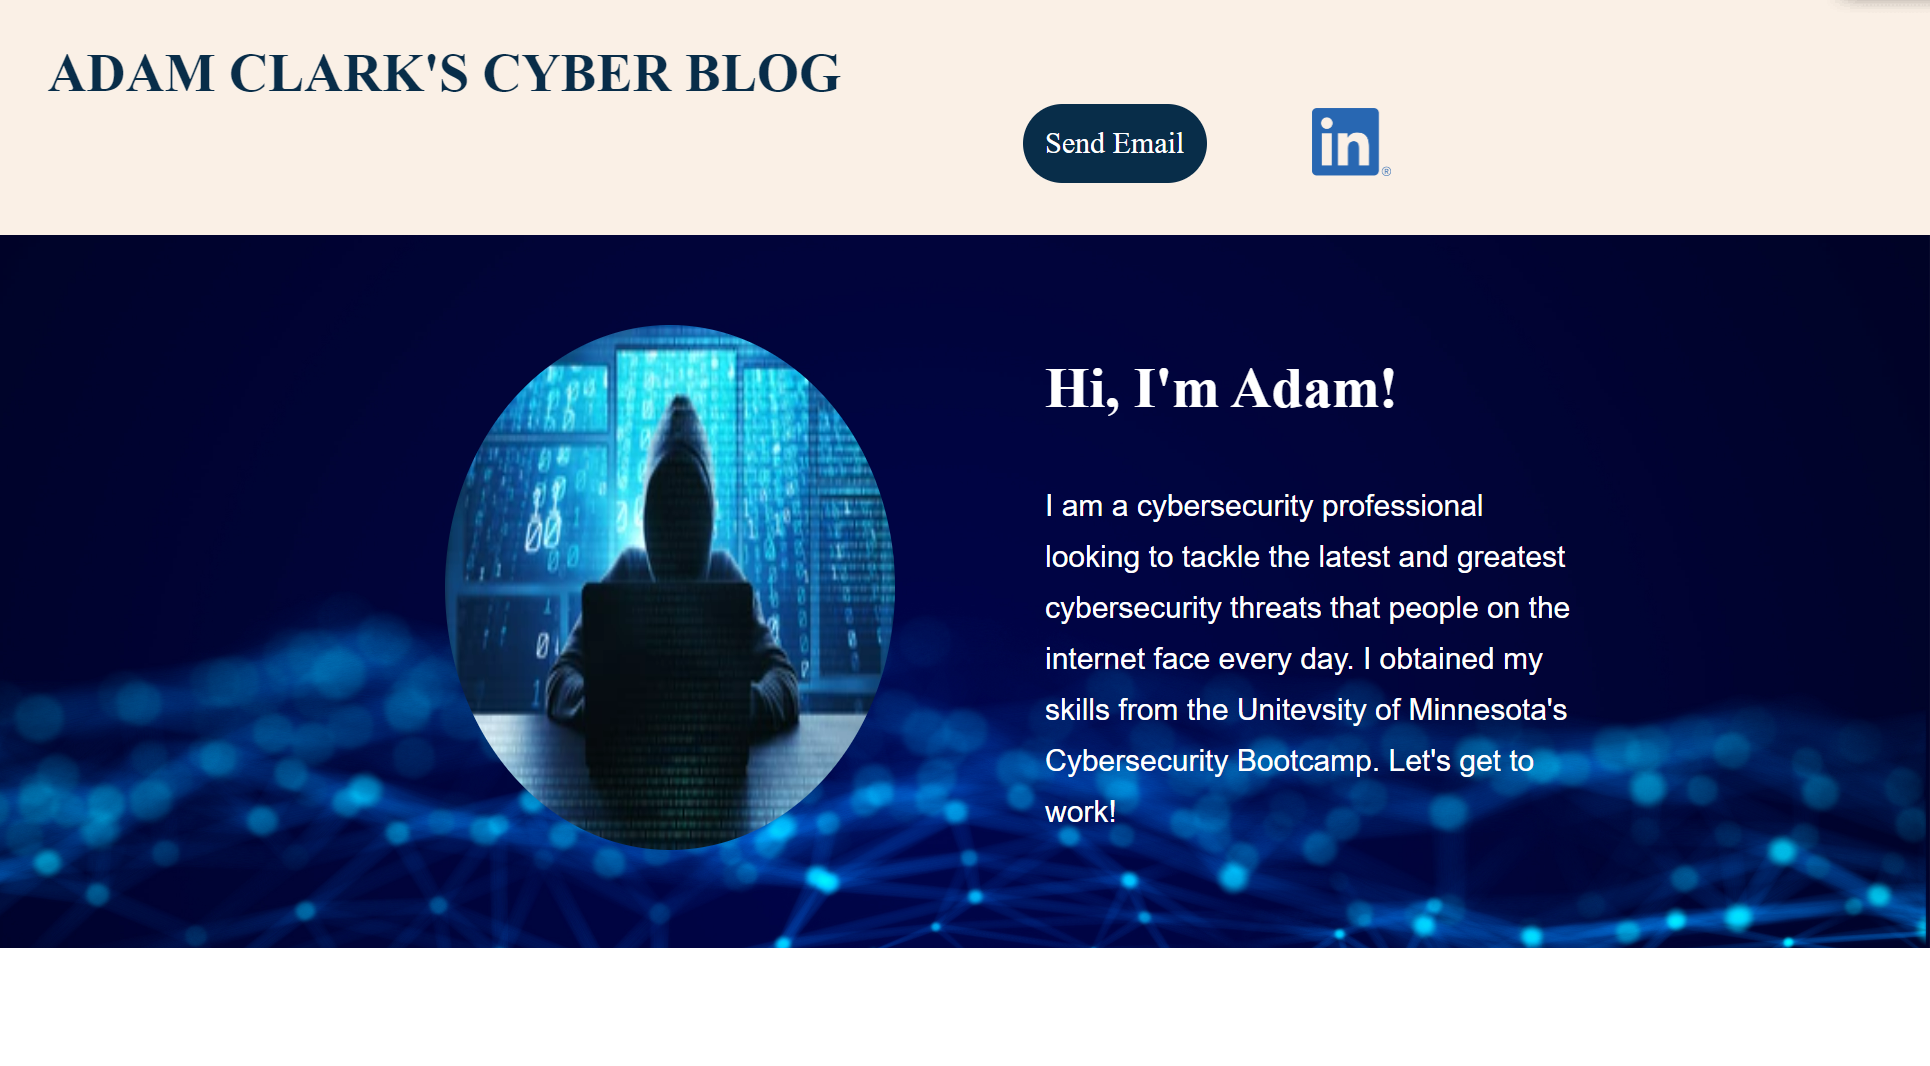 ADAM CLARK'S CYBER BLOG
Send Email
in
®
Hi, I'm Adam!
I am a cybersecurity professional
looking to tackle the latest and greatest
cybersecurity threats that people on the
internet face every day. I obtained my
skills from the Unitevsity of Minnesota's
Cybersecurity Bootcamp. Let's get to
work!